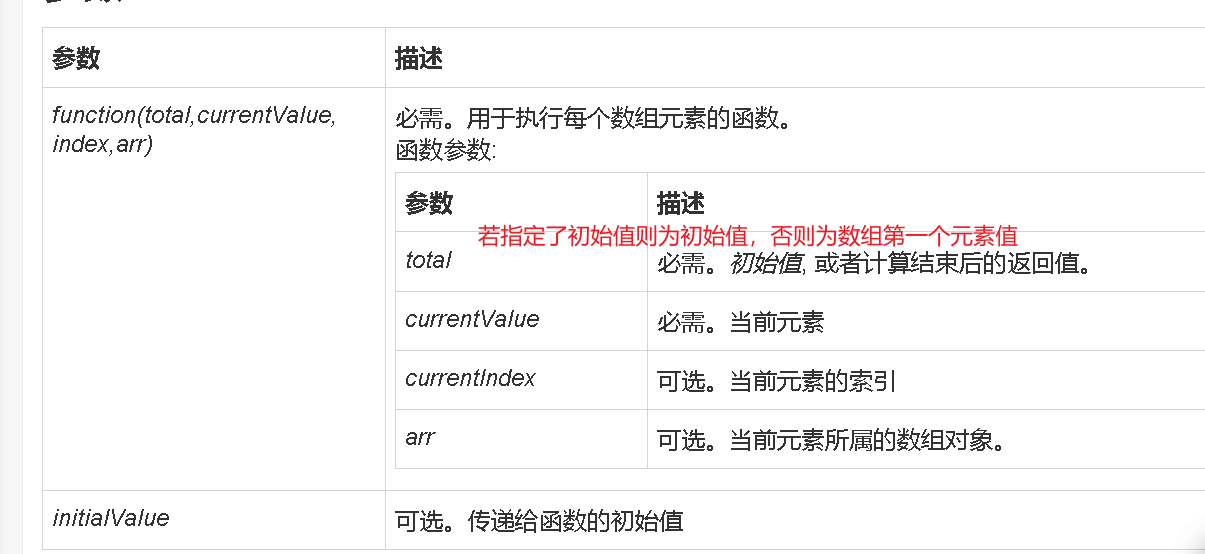 参数 描述
function(total,currentValue, 必需。用于执行每个数组元素的函数。
index,arr) 函数参数:
参数 描述
若指定了初始值则为初始值，否则为数组第一个元素值
total 必需。初始值, 或者计算结束后的返回值。
currentValue 必需。当前元素
currentIndex 可选。当前元素的索引
arr 可选。当前元素所属的数组对象。
initialValue 可选。传递给函数的初始值